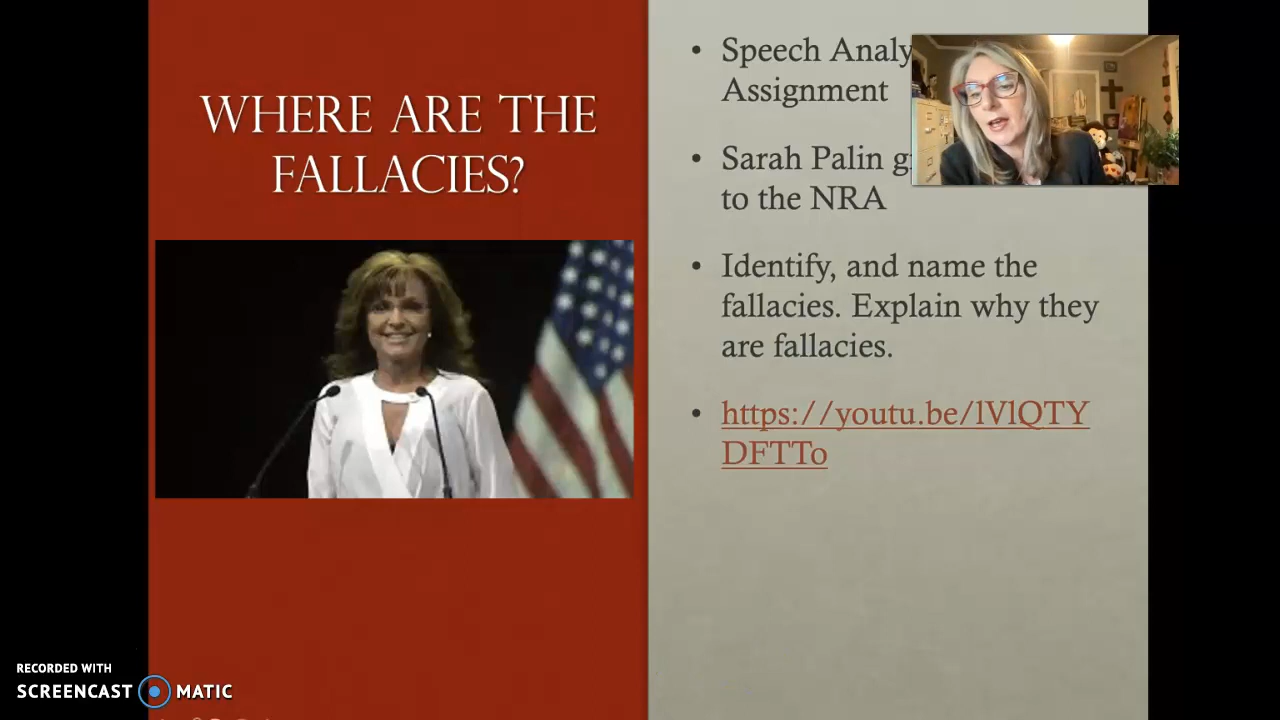 WHERE ARE THE
FALLACIES?
• Speech Analy
Assignment
• Sarah Palin g
to the NRA
• Identify, and name the
fallacies. Explain why they
are fallacies.
• https://youtu.be/lVlQTY
DFTTo
RECORDED WITH
SCREENCAST MATIC